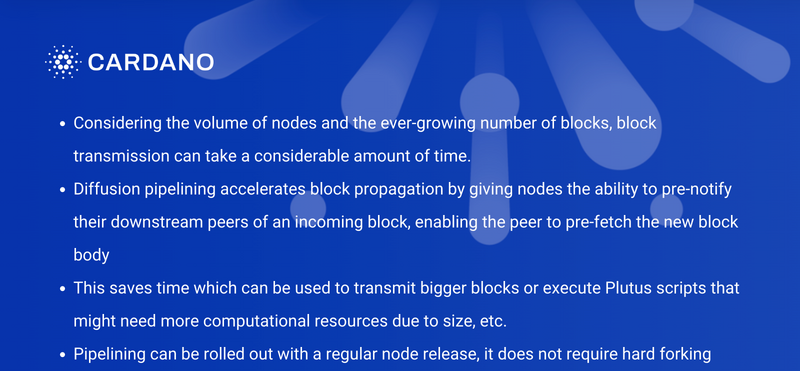 CARDANO
• Considering the volume of nodes and the ever-growing number of blocks, block
transmission can take a considerable amount of time.
• Diffusion pipelining accelerates block propagation by giving nodes the ability to pre-notify
their downstream peers of an incoming block, enabling the peer to pre-fetch the new block
body
• This saves time which can be used to transmit bigger blocks or execute Plutus scripts that
might need more computational resources due to size, etc.
• Pipelining can be rolled out with a regular node release, it does not require hard forking